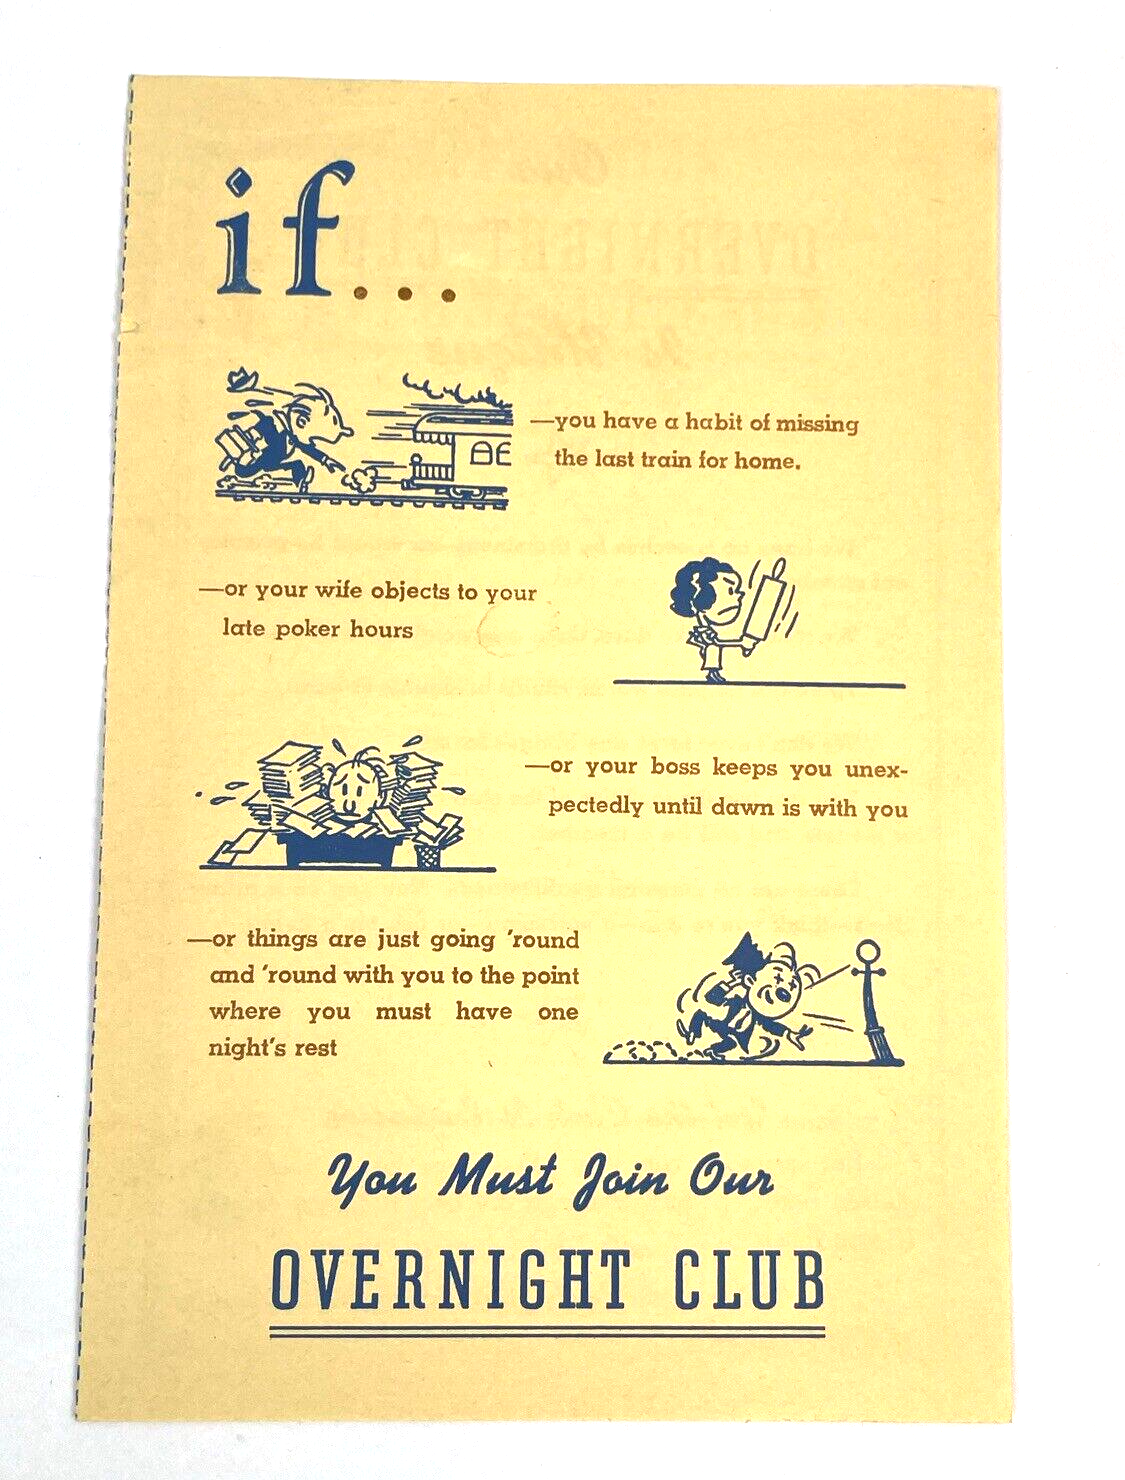 if...
—you have a habit of missing
the last train for home.
—or your wife objects to your
late poker hours
—or your boss keeps you unex-
pectedly until dawn is with you
—or things are just going ’round
and ‘round with you to the point
where you must have one
night's rest
You Must Join Our
OVERNIGHT CLUB